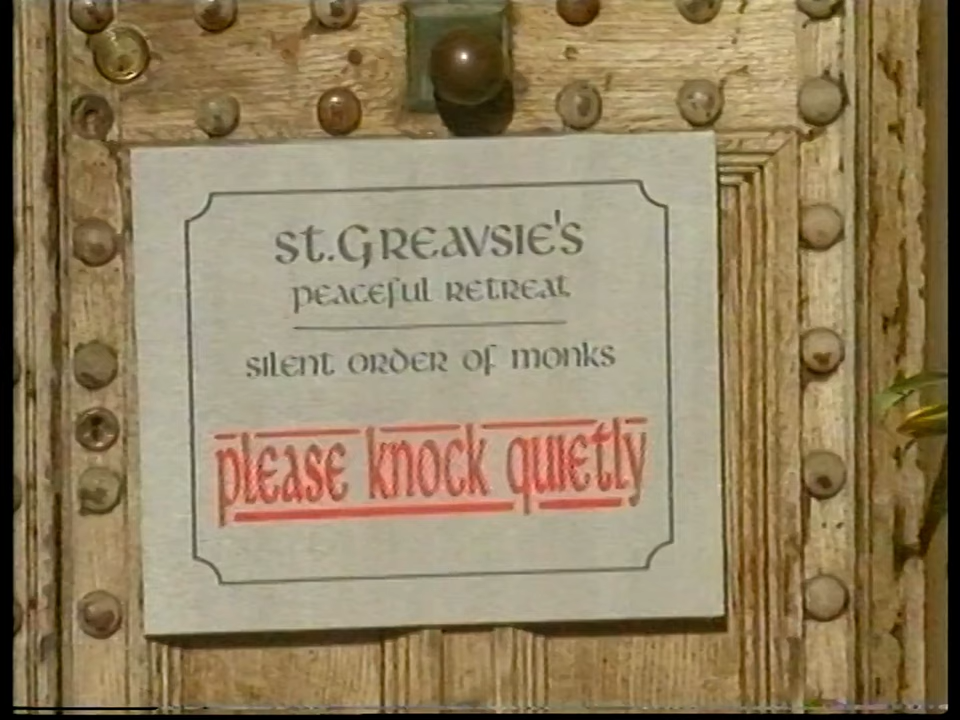 St. Greavsie's
peaceful retreat
silent order of monks
please knock quietly